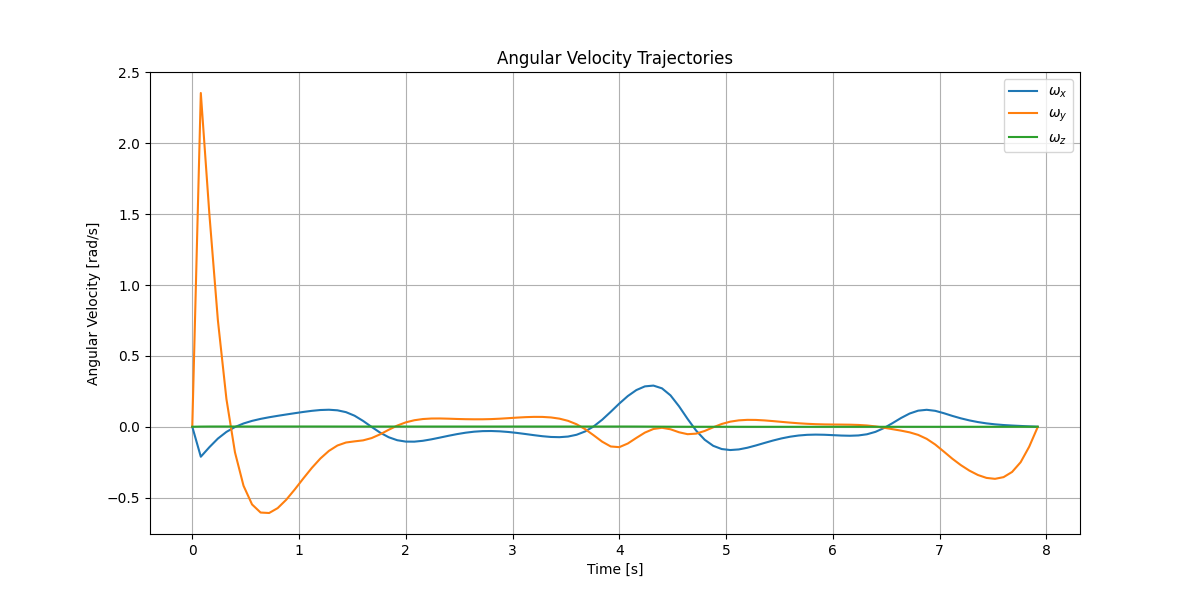 Angular Velocity Trajectories
Angular Velocity [rad/s]
2.5
2.0
1.5
1.0
0.5
0.0
−0.5
0 1 2 3 4 5 6 7 8
Time [s]
ωx
ωy
ωz